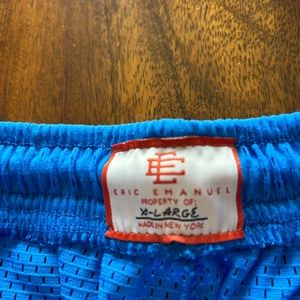 EE
ERIC EMANUEL
PROPERTY OF:
X-LARGE
MADE IN NEW YORK